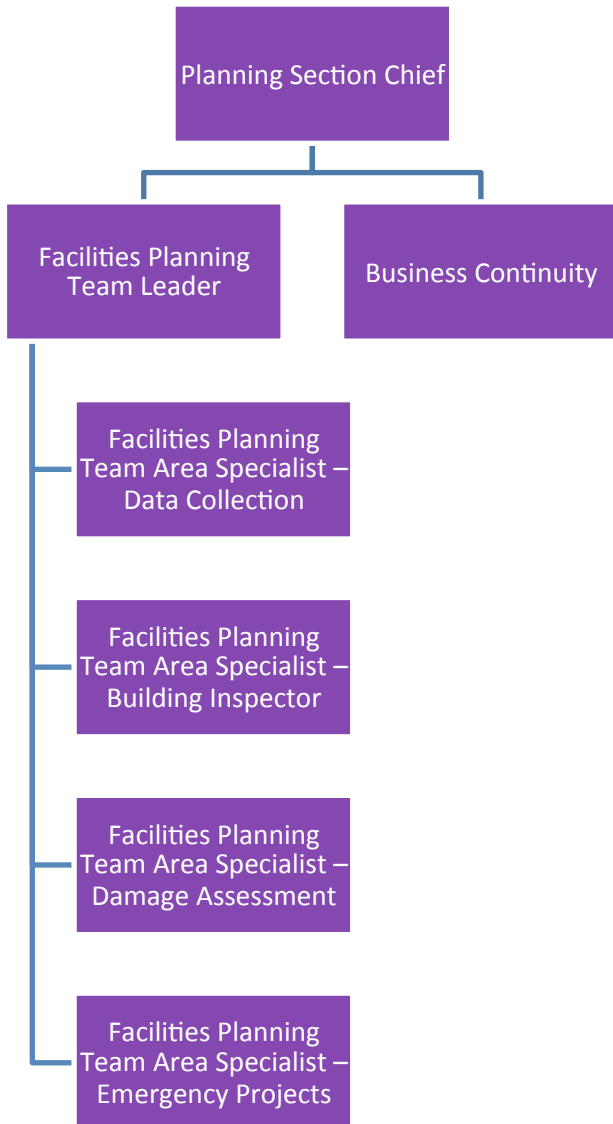 Planning Section Chief
Facilities Planning
Team Leader
Business Continuity
Facilities Planning
Team Area Specialist –
Data Collection
Facilities Planning
Team Area Specialist –
Building Inspector
Facilities Planning
Team Area Specialist –
Damage Assessment
Facilities Planning
Team Area Specialist –
Emergency Projects